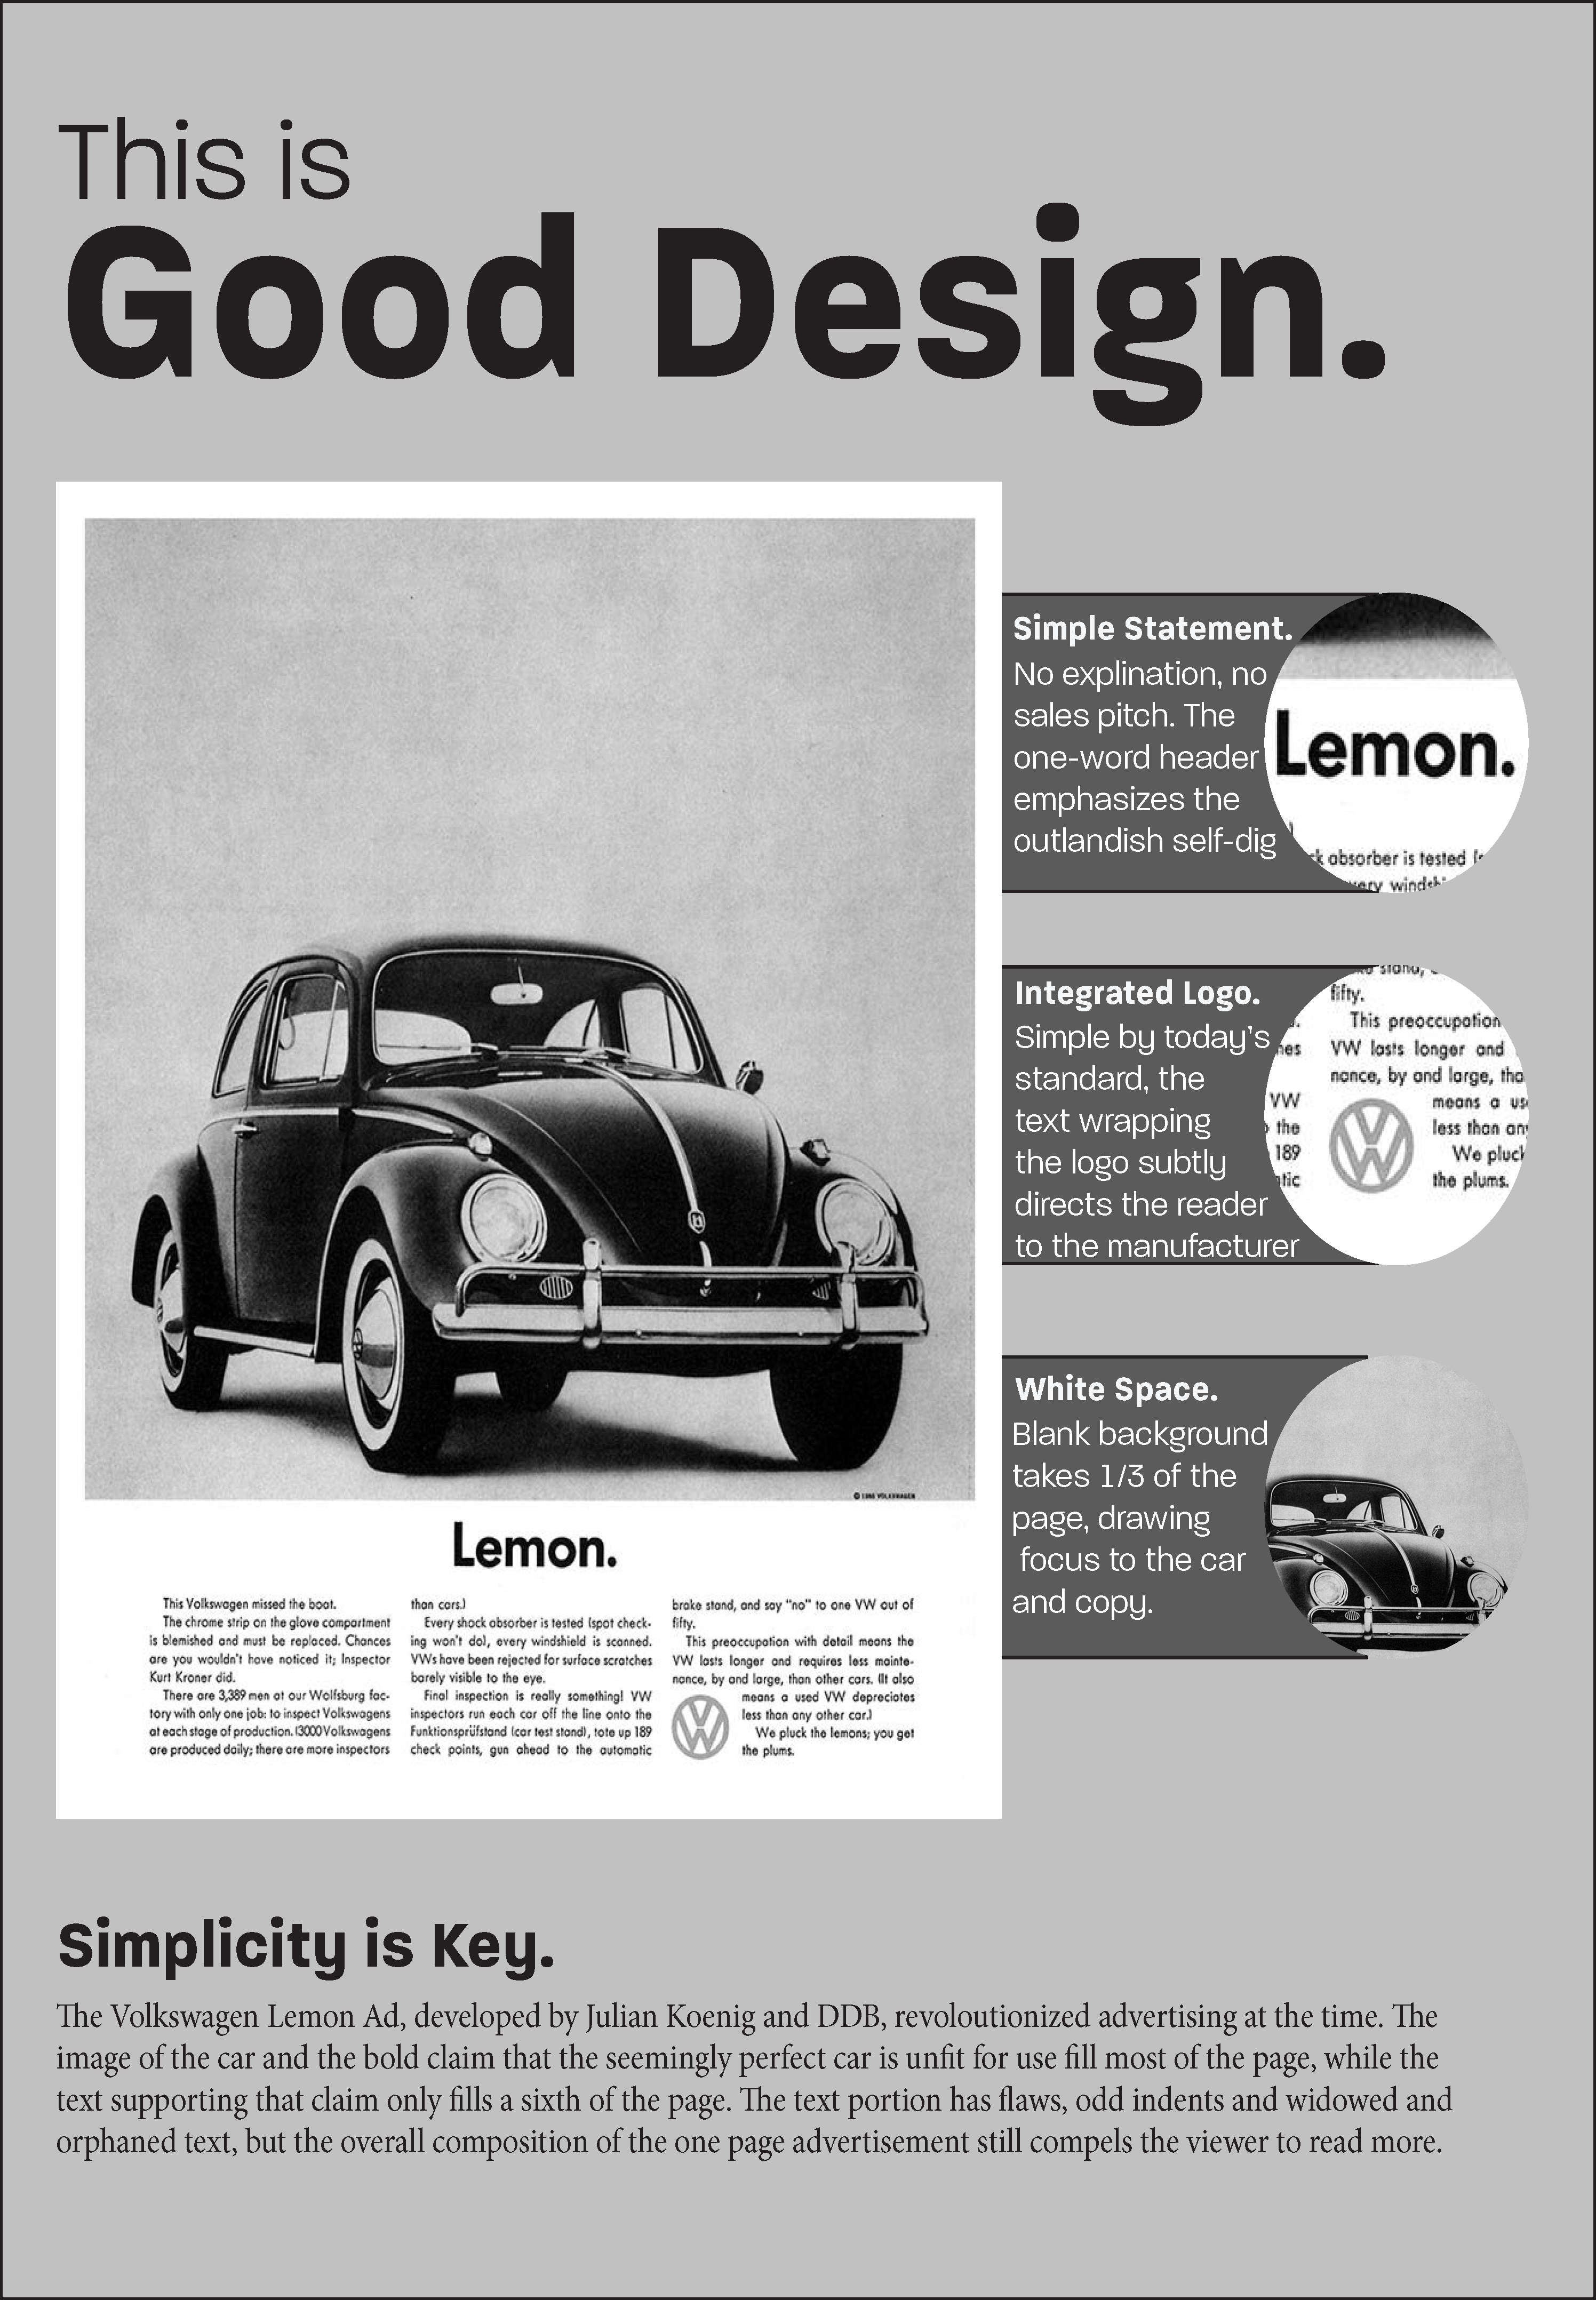 This is
Good Design.
© 1960 VOLKSWAGEN
Lemon.
This Volkswagen missed the boat.
The chrome strip on the glove compartment
is blemished and must be replaced. Chances
are you wouldn't have noticed it; Inspector
Kurt Kroner did.
There are 3,389 men at our Wolfsburg fac-
tory with only one job: to inspect Volkswagens
at each stage of production. (3000 Volkswagens
are produced daily; there are more inspectors
than cars.)
Every shock absorber is tested (spot check-
ing won't do), every windshield is scanned.
VWs have been rejected for surface scratches
barely visible to the eye.
Final inspection is really something! VW
inspectors run each car off the line onto the
Funktionsprüfstand (car test stand), tote up 189
check points, gun ahead to the automatic
brake stand, and say "no" to one VW out of
fifty.
This preoccupation with detail means the
VW lasts longer and requires less mainte-
nance, by and large, than other cars. (It also
means a used VW depreciates
less than any other car.)
We pluck the lemons; you get
the plums.
Simple Statement.
No explination, no
sales pitch. The
one-word header
emphasizes the
outlandish self-dig
Lemon.
k absorber is tested (s
very windshi
Integrated Logo.
Simple by today's
standard, the
text wrapping
the logo subtly
directs the reader
to the manufacturer
fifty.
This preoccupation
nes VW lasts longer and
nance, by and large, tha
VW means a us
the less than an
189 We pluck
tic the plums.
White Space.
Blank background
takes 1/3 of the
page, drawing
focus to the car
and copy.
Simplicity is Key.
The Volkswagen Lemon Ad, developed by Julian Koenig and DDB, revoloutionized advertising at the time. The
image of the car and the bold claim that the seemingly perfect car is unfit for use fill most of the page, while the
text supporting that claim only fills a sixth of the page. The text portion has flaws, odd indents and widowed and
orphaned text, but the overall composition of the one page advertisement still compels the viewer to read more.